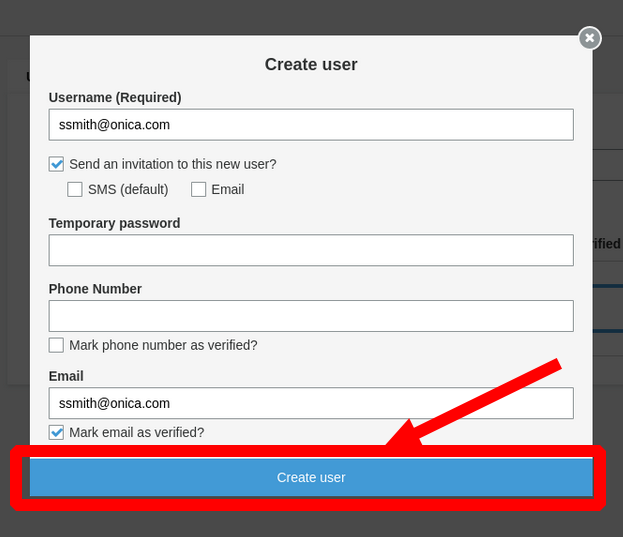 Create user
Username (Required)
ssmith@onica.com
Send an invitation to this new user?
SMS (default) Email
Temporary password
Phone Number
rified
Mark phone number as verified?
Email
ssmith@onica.com
Mark email as verified?
Create user